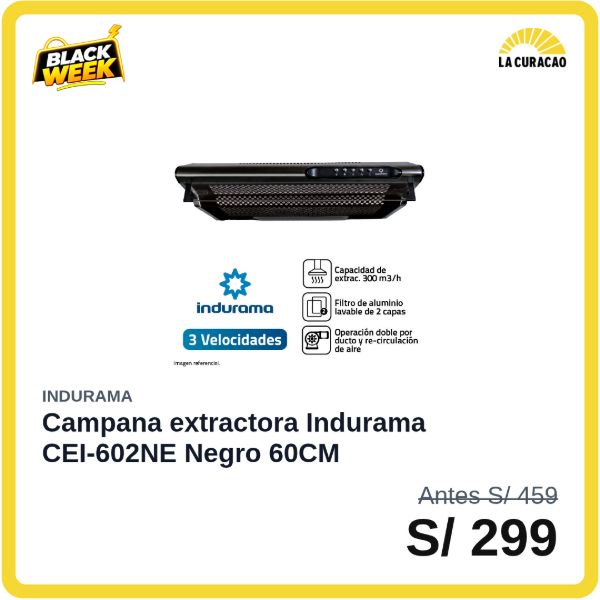 BLACK
WEEK
LA CURACAO
indurama
3 Velocidades
Imagen referencial.
Capacidad de
extrac. 300 m3/h
Filtro de aluminio
lavable de 2 capas
Operación doble por
ducto y re-circulación
de aire
INDURAMA
Campana extractora Indurama
CEI-602NE Negro 60CM
Antes S/ 459
S/ 299